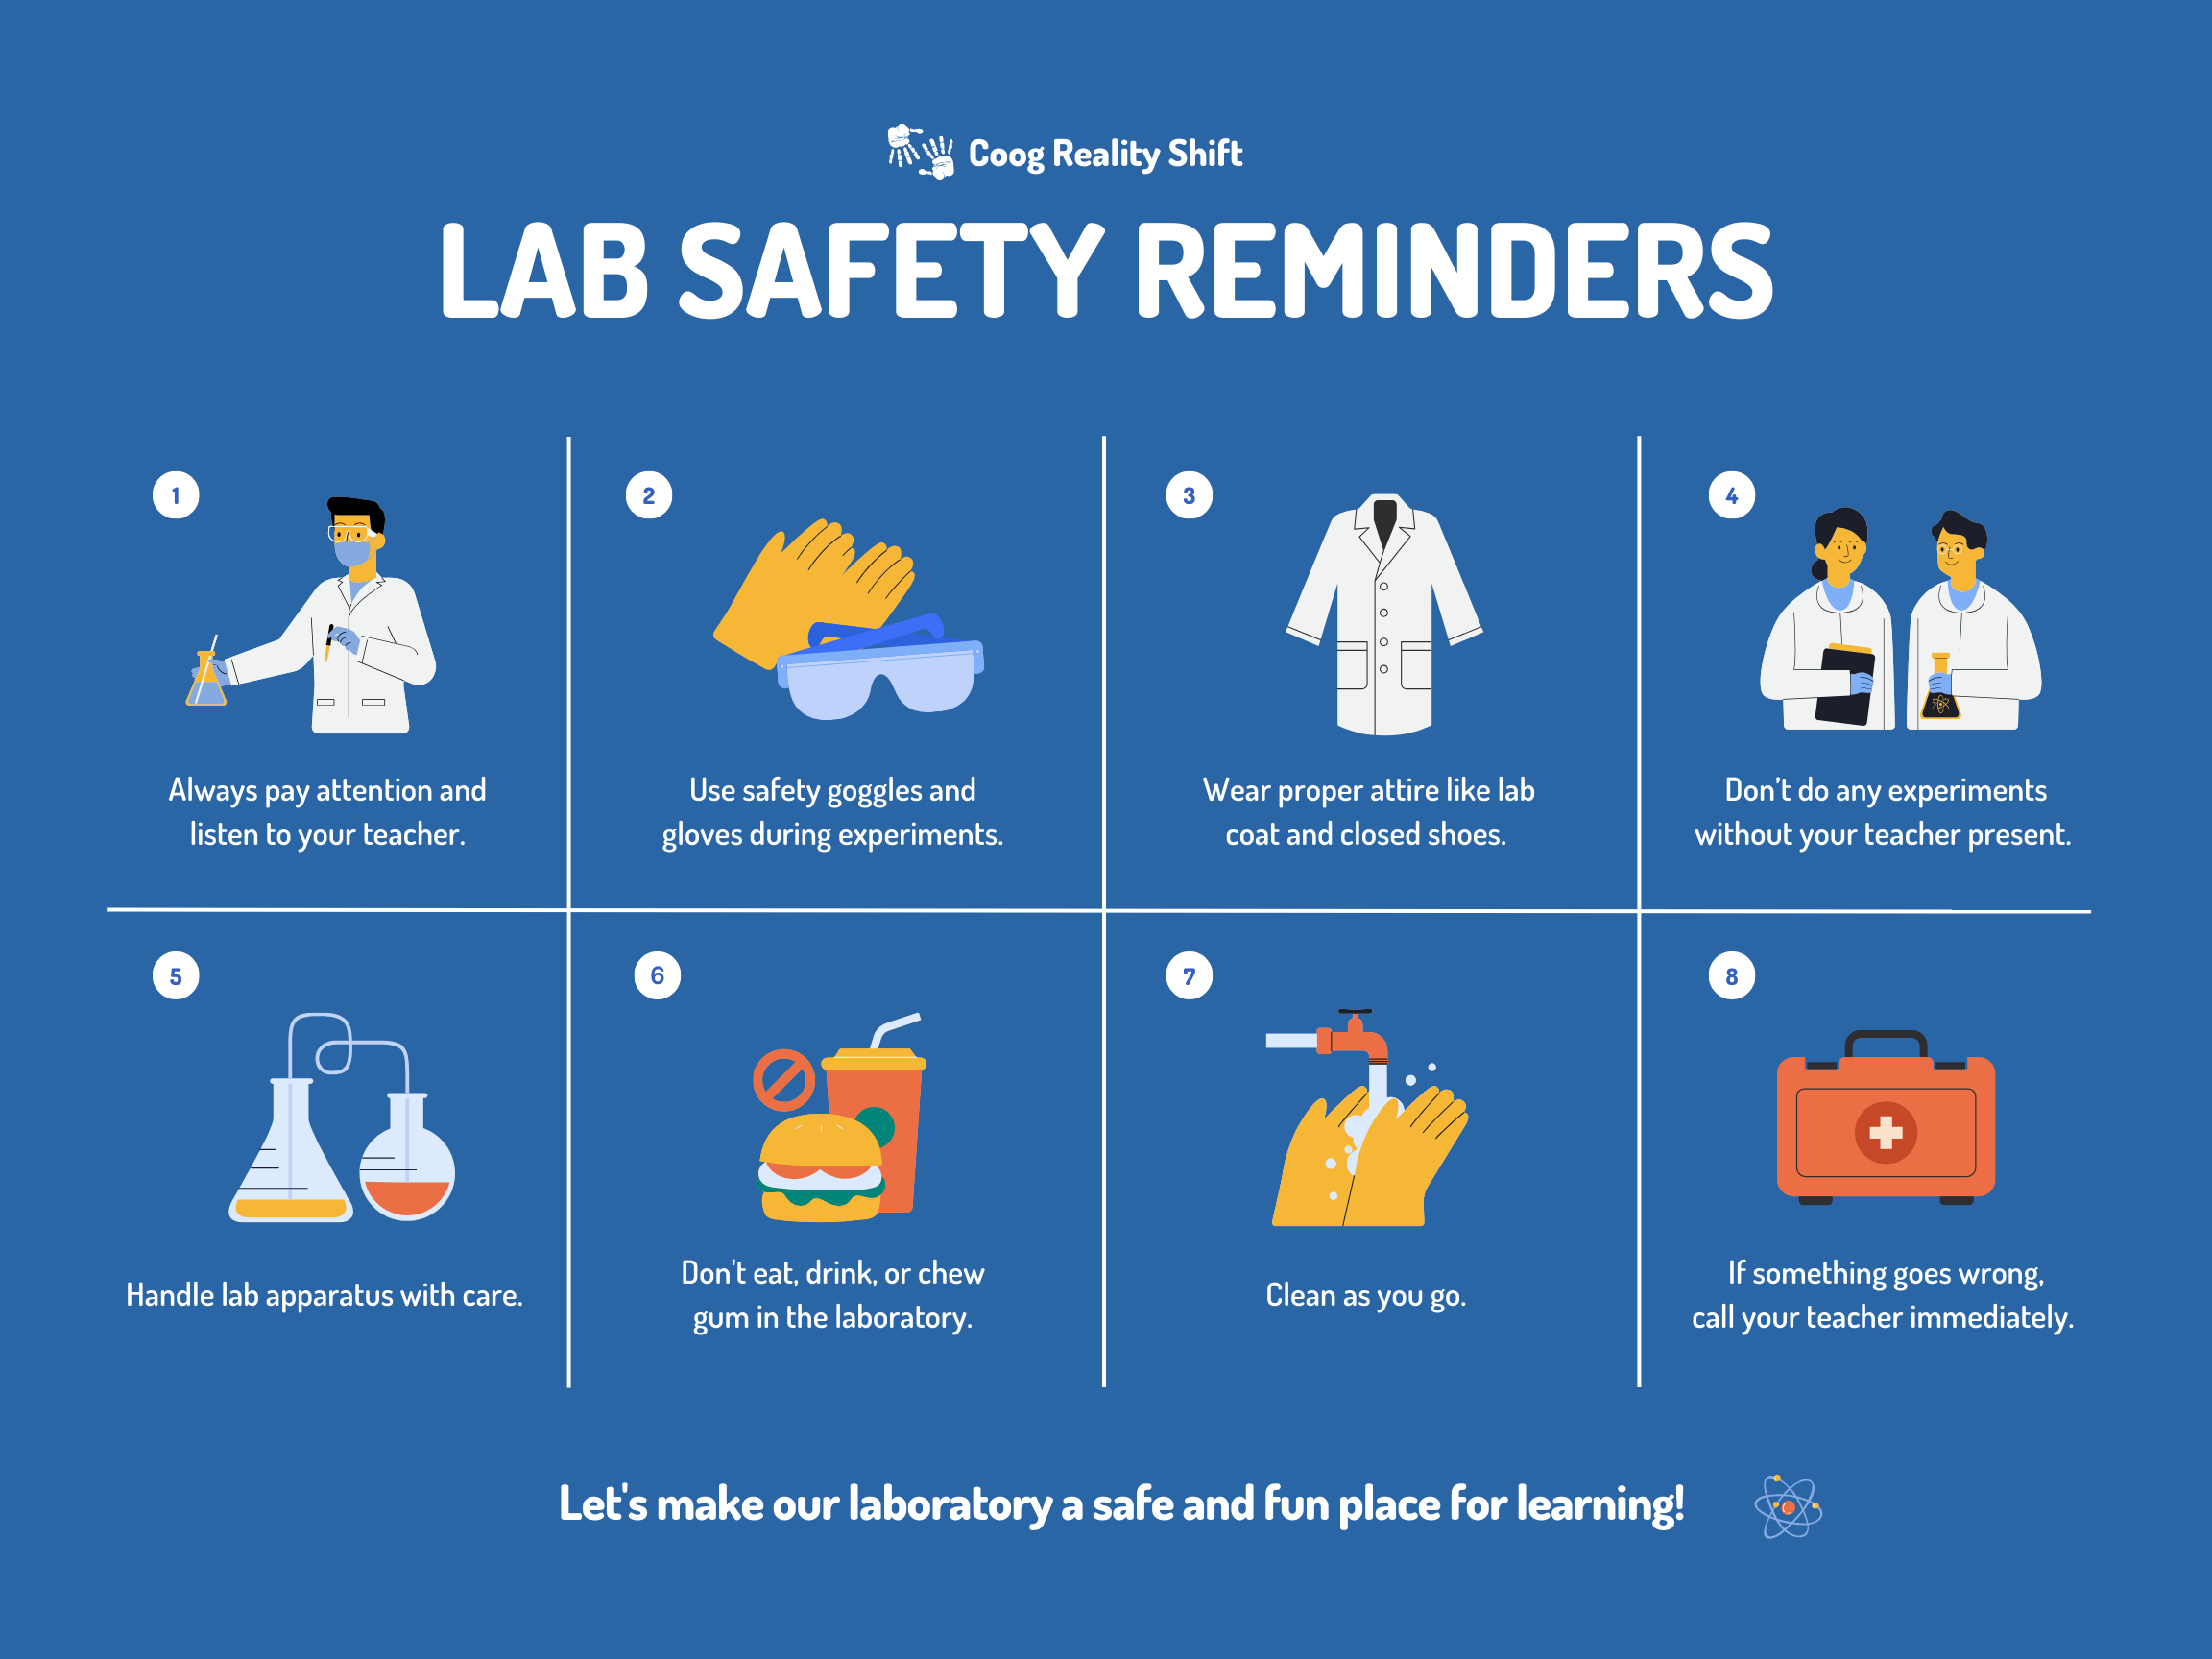 Coog Reality Shift
LAB SAFETY REMINDERS
1
Always pay attention and
listen to your teacher.
2
Use safety goggles and
gloves during experiments.
3
Wear proper attire like lab
coat and closed shoes.
4
Don’t do any experiments
without your teacher present.
5
Handle lab apparatus with care.
6
Don't eat, drink, or chew
gum in the laboratory.
7
Clean as you go.
8
If something goes wrong,
call your teacher immediately.
Let's make our laboratory a safe and fun place for learning!